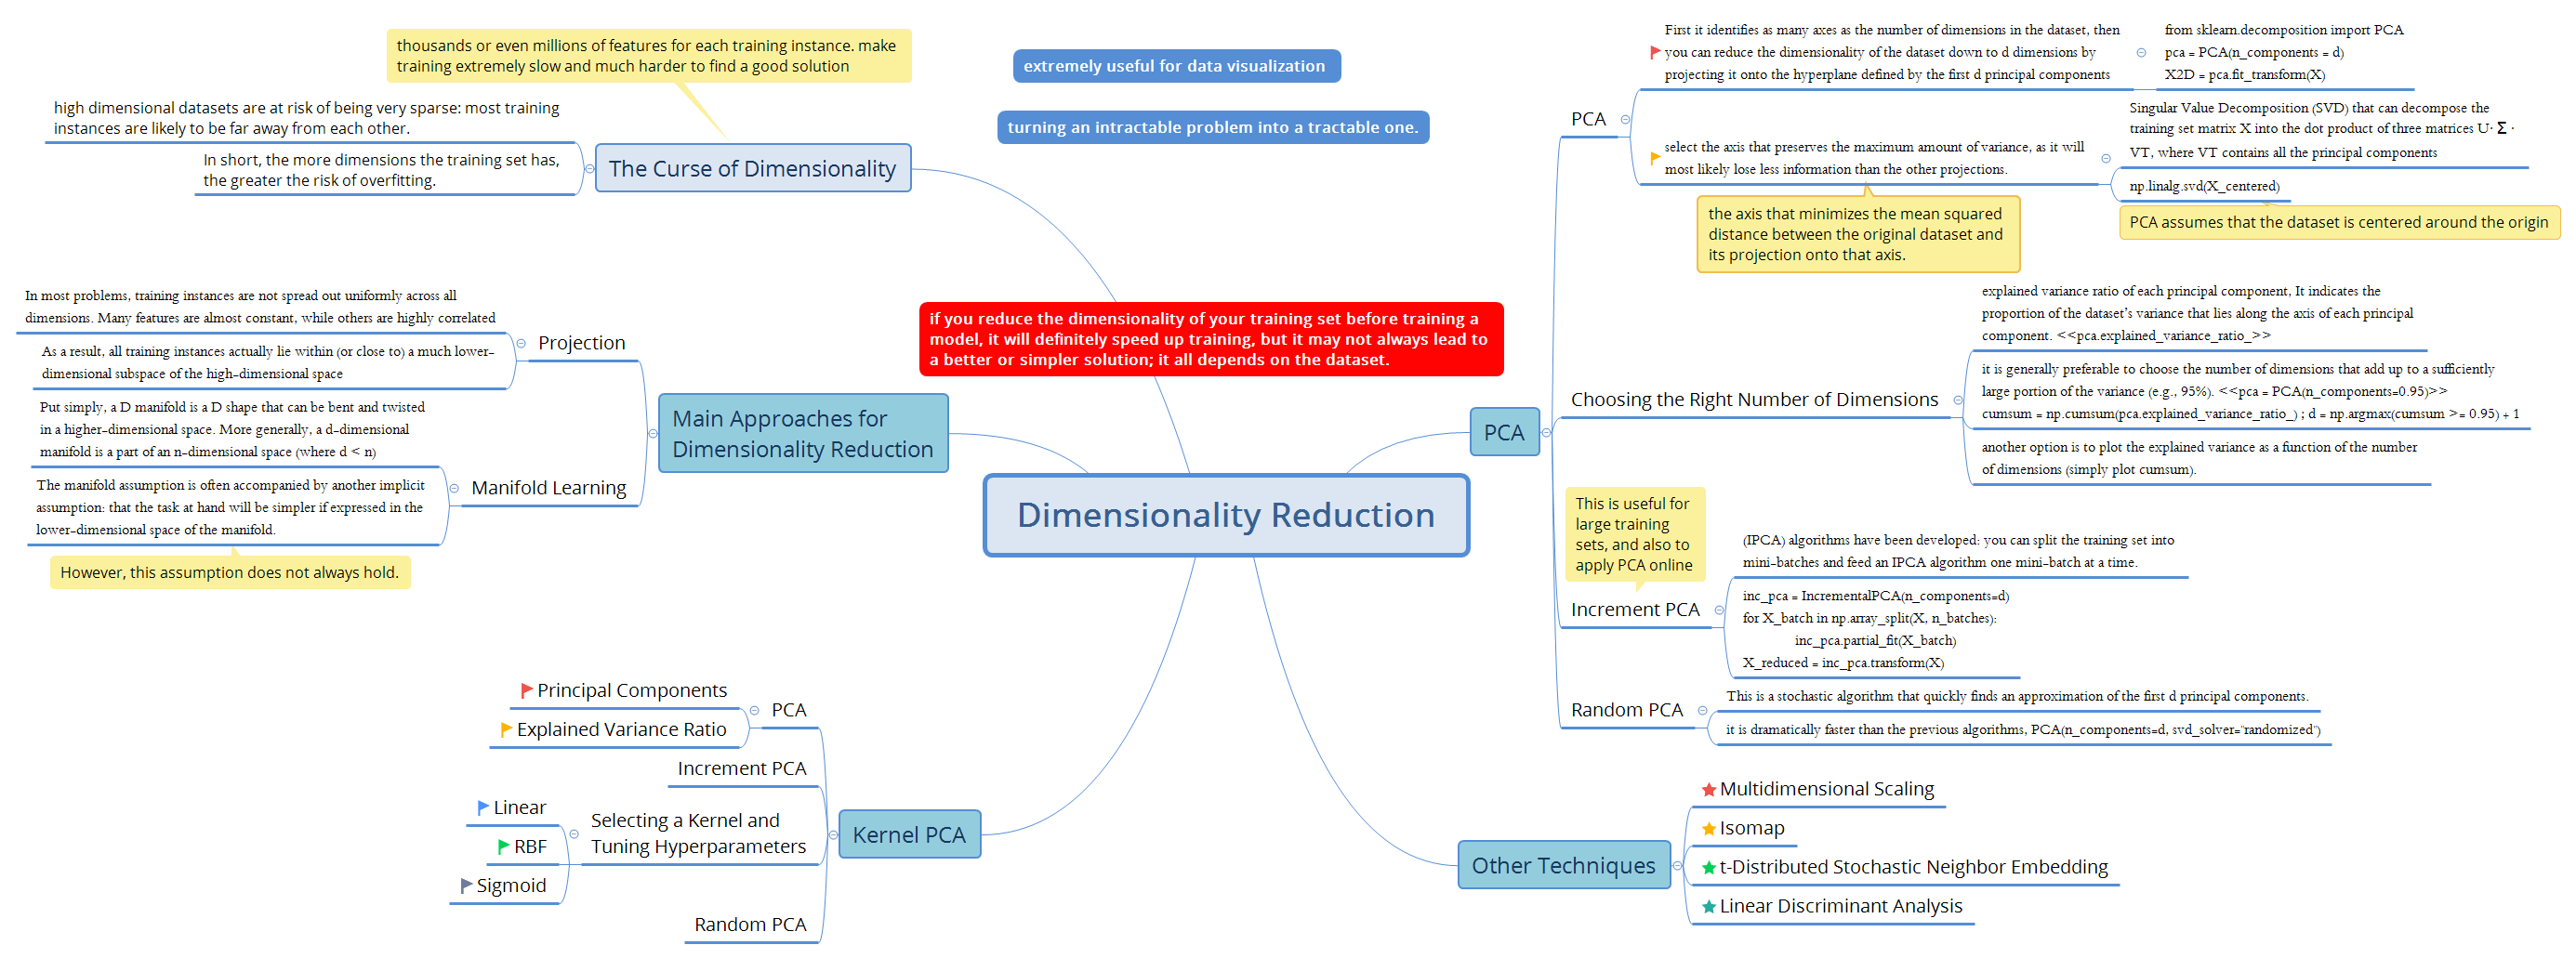 thousands or even millions of features for each training instance. make
training extremely slow and much harder to find a good solution
high dimensional datasets are at risk of being very sparse: most training
instances are likely to be far away from each other.
In short, the more dimensions the training set has,
the greater the risk of overfitting.
The Curse of Dimensionality
extremely useful for data visualization
turning an intractable problem into a tractable one.
if you reduce the dimensionality of your training set before training a
model, it will definitely speed up training, but it may not always lead to
a better or simpler solution; it all depends on the dataset.
In most problems, training instances are not spread out uniformly across all
dimensions. Many features are almost constant, while others are highly correlated
As a result, all training instances actually lie within (or close to) a much lower-
dimensional subspace of the high-dimensional space
Projection
Put simply, a D manifold is a D shape that can be bent and twisted
in a higher-dimensional space. More generally, a d-dimensional
manifold is a part of an n-dimensional space (where d < n)
The manifold assumption is often accompanied by another implicit
assumption: that the task at hand will be simpler if expressed in the
lower-dimensional space of the manifold.
However, this assumption does not always hold.
Manifold Learning
Main Approaches for
Dimensionality Reduction
Dimensionality Reduction
Principal Components
Explained Variance Ratio
PCA
Increment PCA
Linear
RBF
Sigmoid
Selecting a Kernel and
Tuning Hyperparameters
Random PCA
Kernel PCA
PCA
PCA
First it identifies as many axes as the number of dimensions in the dataset, then
you can reduce the dimensionality of the dataset down to d dimensions by
projecting it onto the hyperplane defined by the first d principal components
from sklearn.decomposition import PCA
pca = PCA(n_components = d)
X2D = pca.fit_transform(X)
select the axis that preserves the maximum amount of variance, as it will
most likely lose less information than the other projections.
the axis that minimizes the mean squared
distance between the original dataset and
its projection onto that axis.
Singular Value Decomposition (SVD) that can decompose the
training set matrix X into the dot product of three matrices U· Σ ·
VT, where VT contains all the principal components
np.linalg.svd(X_centered)
PCA assumes that the dataset is centered around the origin
Choosing the Right Number of Dimensions
explained variance ratio of each principal component, It indicates the
proportion of the dataset's variance that lies along the axis of each principal
component. <<pca.explained_variance_ratio_>>
it is generally preferable to choose the number of dimensions that add up to a sufficiently
large portion of the variance (e.g., 95%). <<pca = PCA(n_components=0.95)>>
cumsum = np.cumsum(pca.explained_variance_ratio_) ; d = np.argmax(cumsum >= 0.95) + 1
another option is to plot the explained variance as a function of the number
of dimensions (simply plot cumsum).
This is useful for
large training
sets, and also to
apply PCA online
Increment PCA
(IPCA) algorithms have been developed: you can split the training set into
mini-batches and feed an IPCA algorithm one mini-batch at a time.
inc_pca = IncrementalPCA(n_components=d)
for X_batch in np.array_split(X, n_batches):
inc_pca.partial_fit(X_batch)
X_reduced = inc_pca.transform(X)
Random PCA
This is a stochastic algorithm that quickly finds an approximation of the first d principal components.
it is dramatically faster than the previous algorithms, PCA(n_components=d, svd_solver="randomized")
Other Techniques
Multidimensional Scaling
Isomap
t-Distributed Stochastic Neighbor Embedding
Linear Discriminant Analysis